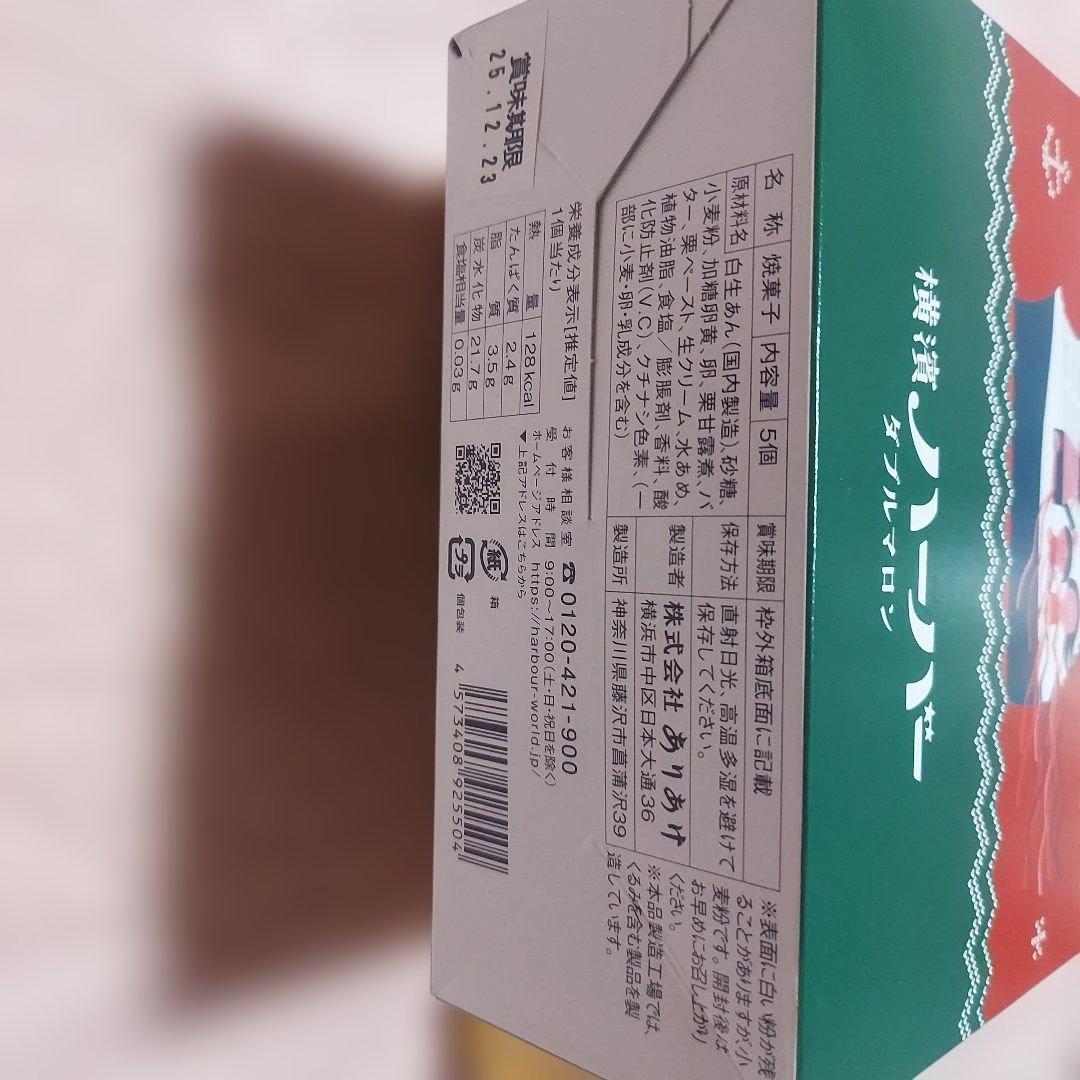 横濱ハーバー
ダブルマロン
名称 焼菓子 内容量 5個
原材料名 白生あん(国内製造)、砂糖、
小麦粉、加糖卵黄、卵、栗甘露煮、バ
ター、栗ペースト、生クリーム、水あめ、
植物油脂、食塩/膨脹剤、香料、酸
化防止剤(V.C)、クチナシ色素、(一
部に小麦・卵・乳成分を含む)
賞味期限 枠外箱底面に記載
保存方法 直射日光、高温多湿を避けて
保存してください。
製造者 株式会社 ありあけ
横浜市中区日本大通36
製造所 神奈川県藤沢市菖蒲沢39
※表面に白い粉が残
ることがありますが、小
麦粉です。開封後は
お早めにお召し上がり
ください。
※本品製造工場では、
くるみを含む製品を製
造しています。
賞味期限
25.12.23
栄養成分表示[推定値]
1個当たり
熱量 128kcal
たんぱく質 2.4g
脂質 3.5g
炭水化物 21.7g
食塩相当量 0.03g
お客様相談室 ☎0120-421-900
受付時間 9:00〜17:00(土・日・祝日を除く)
ホームページアドレス https://harbour-world.jp/
▼上記アドレスはこちらから
紙 箱
プラ 個包装
4 573408 925504